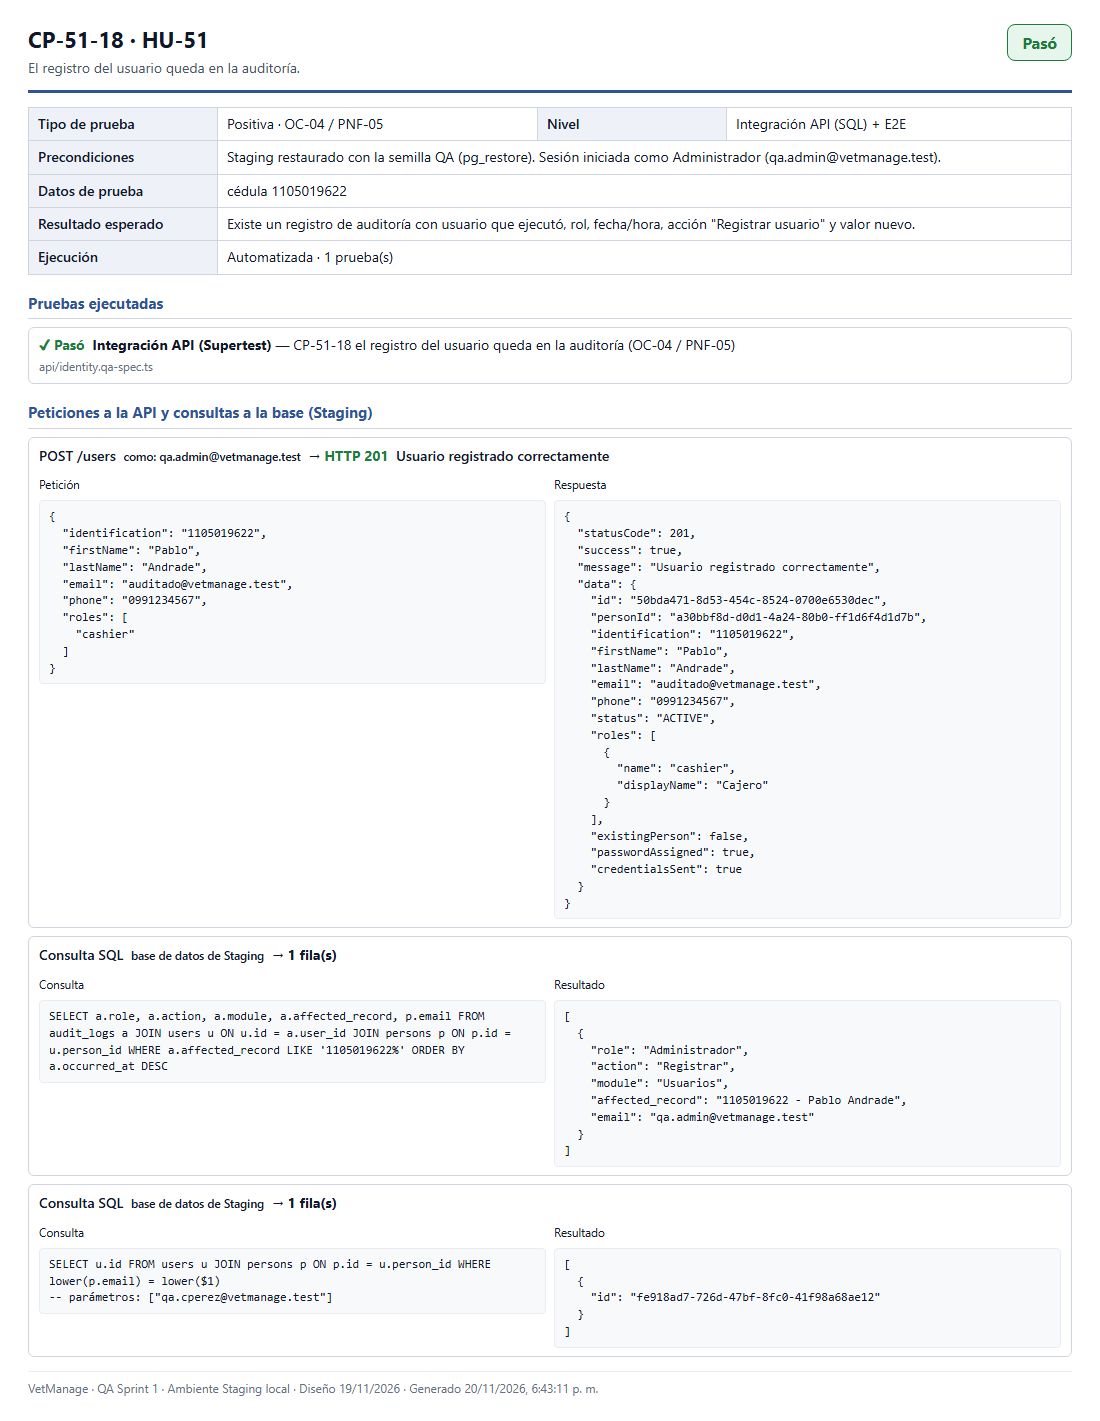 CP-51-18 · HU-51
Pasó
El registro del usuario queda en la auditoría.
Tipo de prueba
Positiva · OC-04 / PNF-05
Nivel
Integración API (SQL) + E2E
Precondiciones
Staging restaurado con la semilla QA (pg_restore). Sesión iniciada como Administrador (qa.admin@vetmanage.test).
Datos de prueba
cédula 1105019622
Resultado esperado
Existe un registro de auditoría con usuario que ejecutó, rol, fecha/hora, acción "Registrar usuario" y valor nuevo.
Ejecución
Automatizada · 1 prueba(s)
Pruebas ejecutadas
✓ Pasó Integración API (Supertest) — CP-51-18 el registro del usuario queda en la auditoría (OC-04 / PNF-05)
api/identity.qa-spec.ts
Peticiones a la API y consultas a la base (Staging)
POST /users como: qa.admin@vetmanage.test → HTTP 201 Usuario registrado correctamente
Petición
{
"identification": "1105019622",
"firstName": "Pablo",
"lastName": "Andrade",
"email": "auditado@vetmanage.test",
"phone": "0991234567",
"roles": [
"cashier"
]
}
Respuesta
{
"statusCode": 201,
"success": true,
"message": "Usuario registrado correctamente",
"data": {
"id": "50bda471-8d53-454c-8524-0700e6530dec",
"personId": "a30bbf8d-d0d1-4a24-80b0-ff1d6f4d1d7b",
"identification": "1105019622",
"firstName": "Pablo",
"lastName": "Andrade",
"email": "auditado@vetmanage.test",
"phone": "0991234567",
"status": "ACTIVE",
"roles": [
{
"name": "cashier",
"displayName": "Cajero"
}
],
"existingPerson": false,
"passwordAssigned": true,
"credentialsSent": true
}
}
Consulta SQL base de datos de Staging → 1 fila(s)
Consulta
SELECT a.role, a.action, a.module, a.affected_record, p.email FROM
audit_logs a JOIN users u ON u.id = a.user_id JOIN persons p ON p.id =
u.person_id WHERE a.affected_record LIKE '1105019622%' ORDER BY
a.occurred_at DESC
Resultado
[
{
"role": "Administrador",
"action": "Registrar",
"module": "Usuarios",
"affected_record": "1105019622 - Pablo Andrade",
"email": "qa.admin@vetmanage.test"
}
]
Consulta SQL base de datos de Staging → 1 fila(s)
Consulta
SELECT u.id FROM users u JOIN persons p ON p.id = u.person_id WHERE
lower(p.email) = lower($1)
-- parámetros: ["qa.cperez@vetmanage.test"]
Resultado
[
{
"id": "fe918ad7-726d-47bf-8fc0-41f98a68ae12"
}
]
VetManage · QA Sprint 1 · Ambiente Staging local · Diseño 19/11/2026 · Generado 20/11/2026, 6:43:11 p. m.